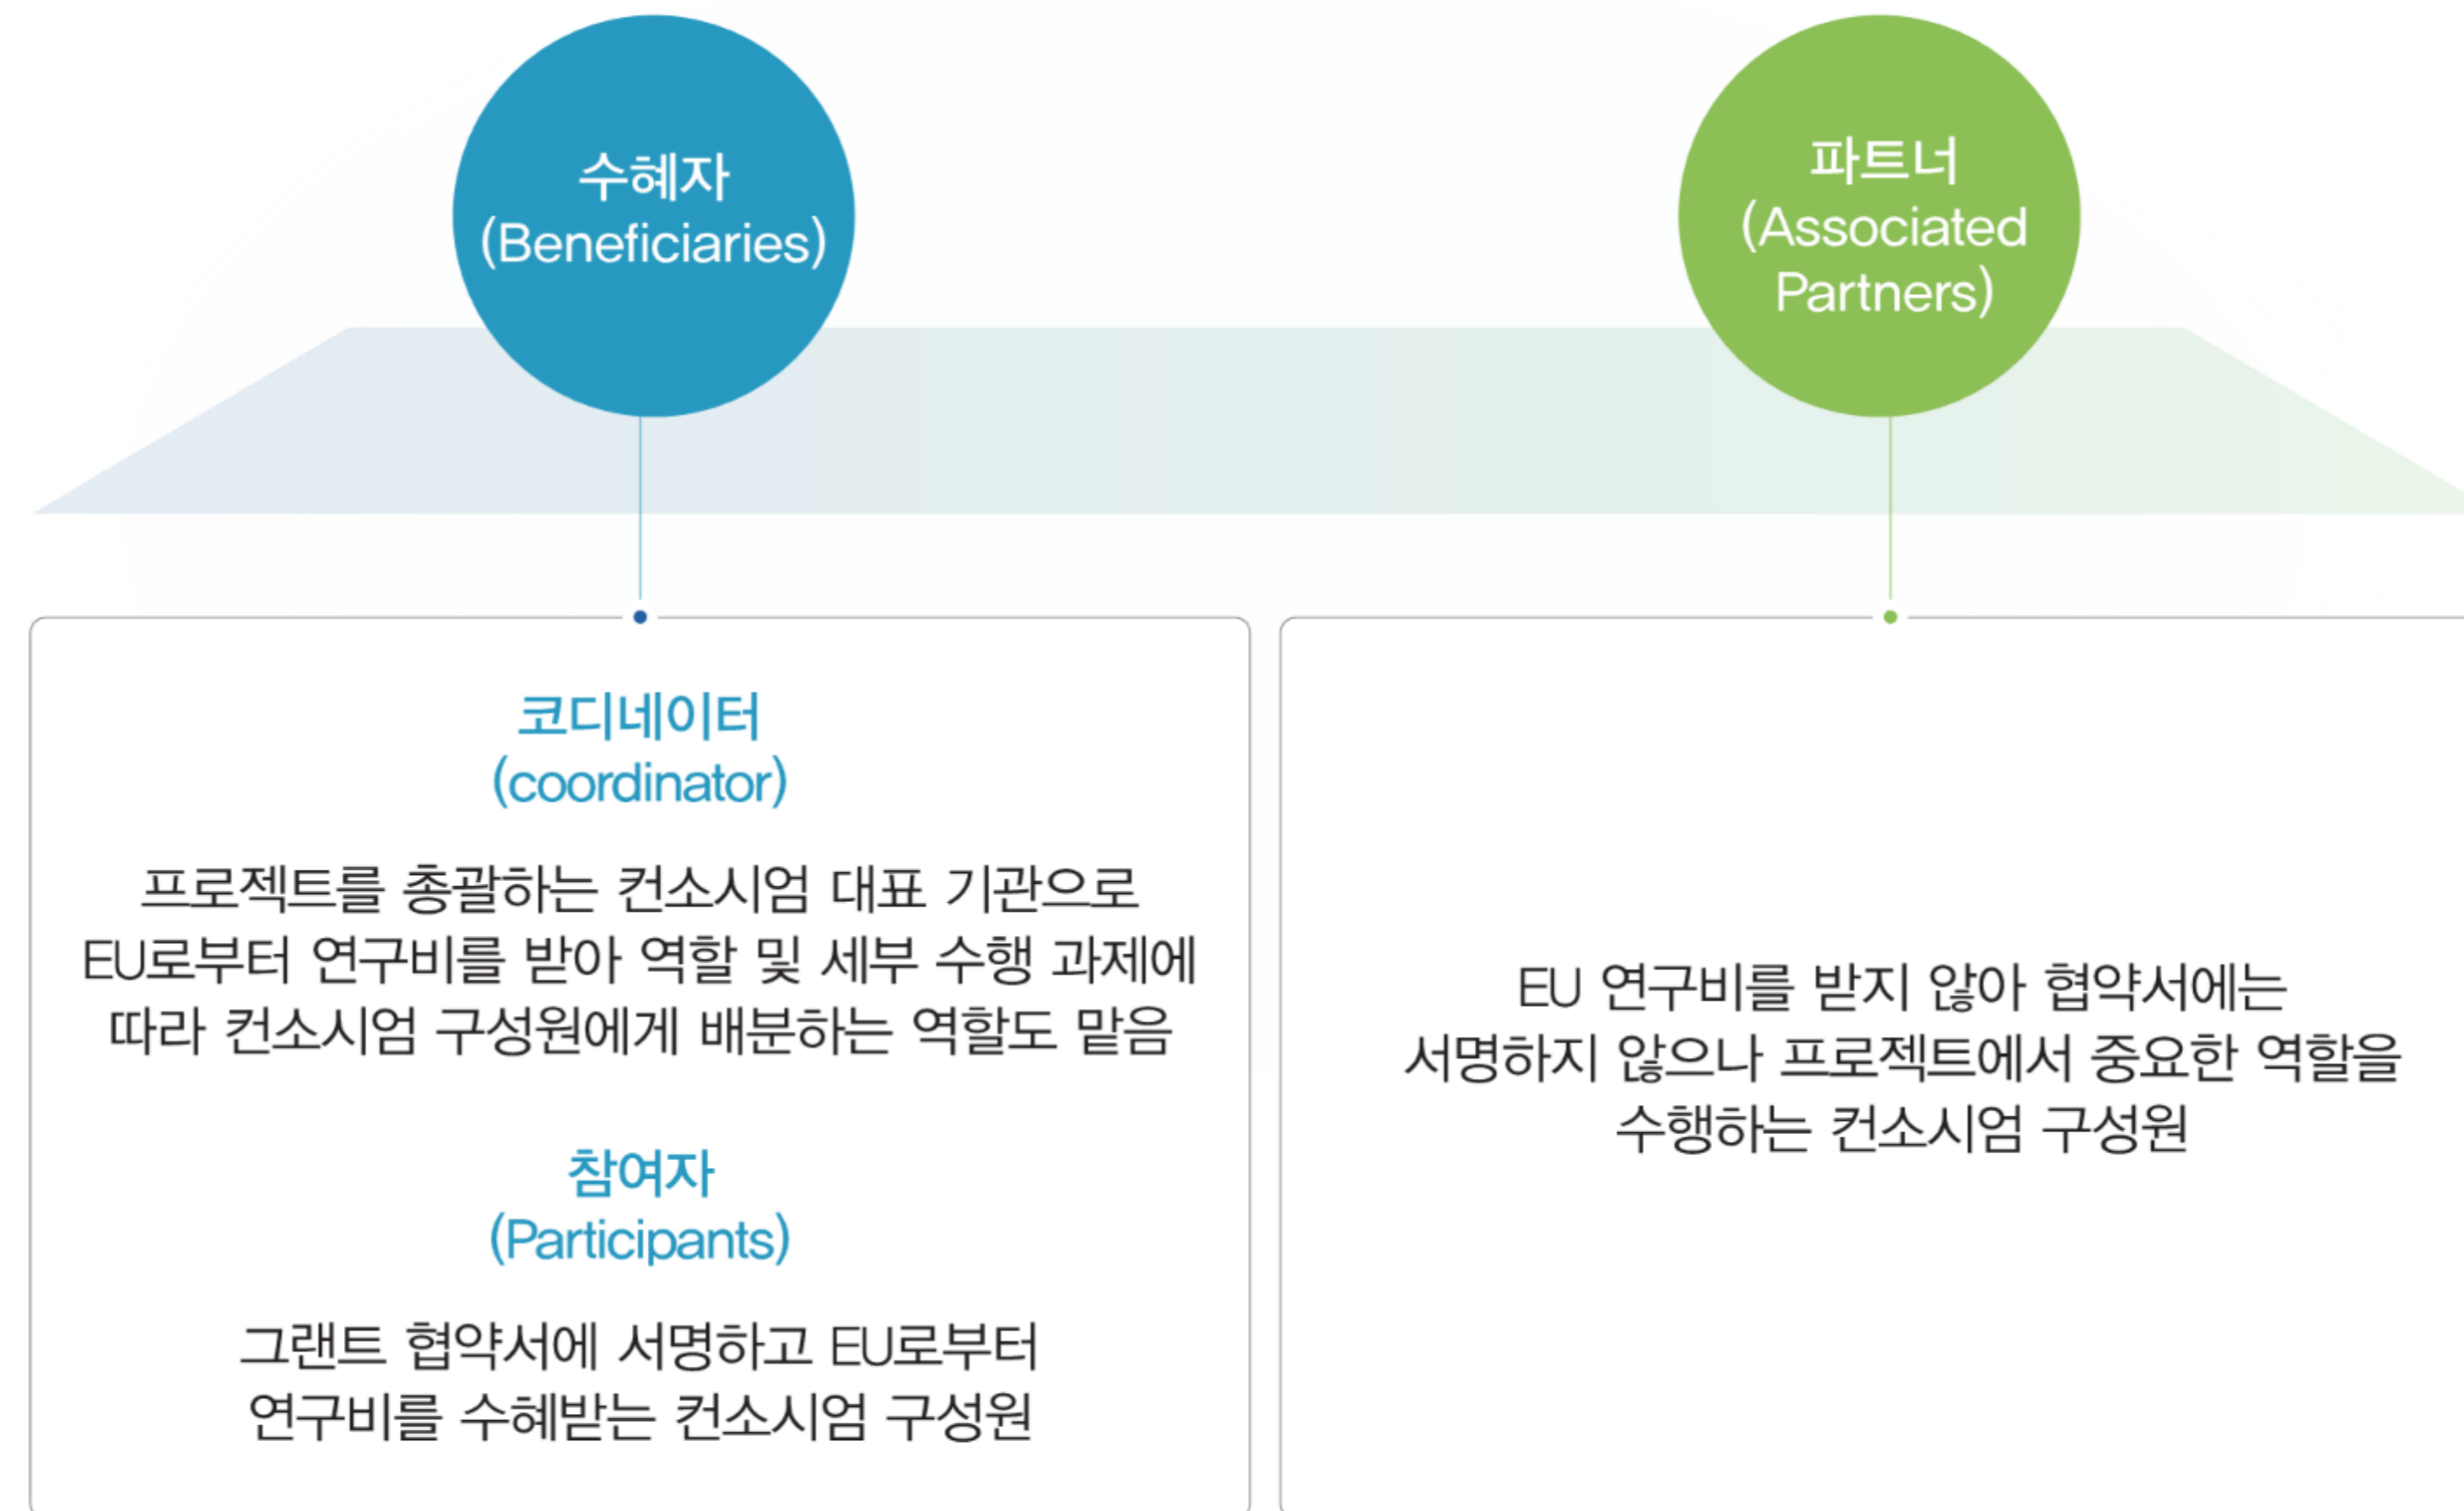 수혜자
(Beneficiaries)
파트너
(Associated
Partners)
코디네이터
(coordinator)
프로젝트를 총괄하는 컨소시엄 대표 기관으로
EU로부터 연구비를 받아 역할 및 세부 수행 과제에
따라 컨소시엄 구성원에게 배분하는 역할도 맡음
참여자
(Participants)
그랜트 협약서에 서명하고 EU로부터
연구비를 수혜받는 컨소시엄 구성원
EU 연구비를 받지 않아 협약서에는
서명하지 않으나 프로젝트에서 중요한 역할을
수행하는 컨소시엄 구성원